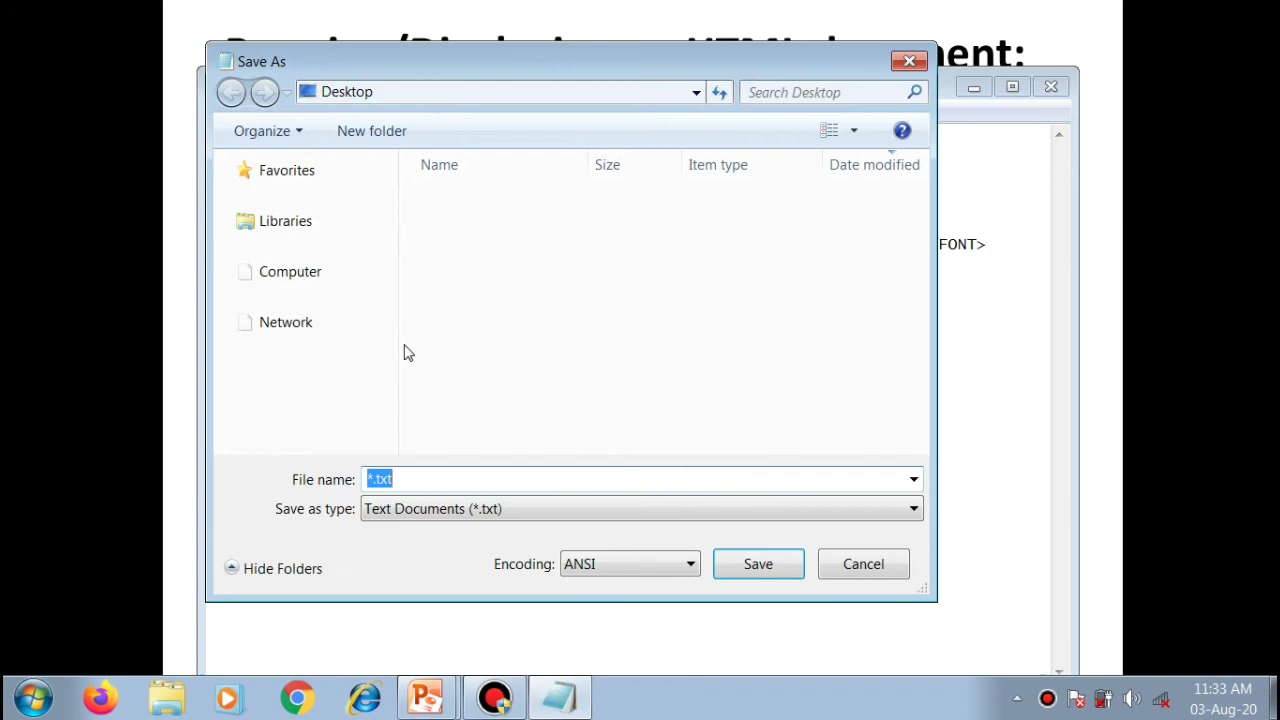 ment:
Save As
Desktop
Search Desktop
Organize
New folder
Name Size Item type Date modified
Favorites
Libraries
Computer
Network
FONT>
File name: *.txt
Save as type: Text Documents (*.txt)
Hide Folders
Encoding: ANSI
Save
Cancel
11:33 AM
03-Aug-20